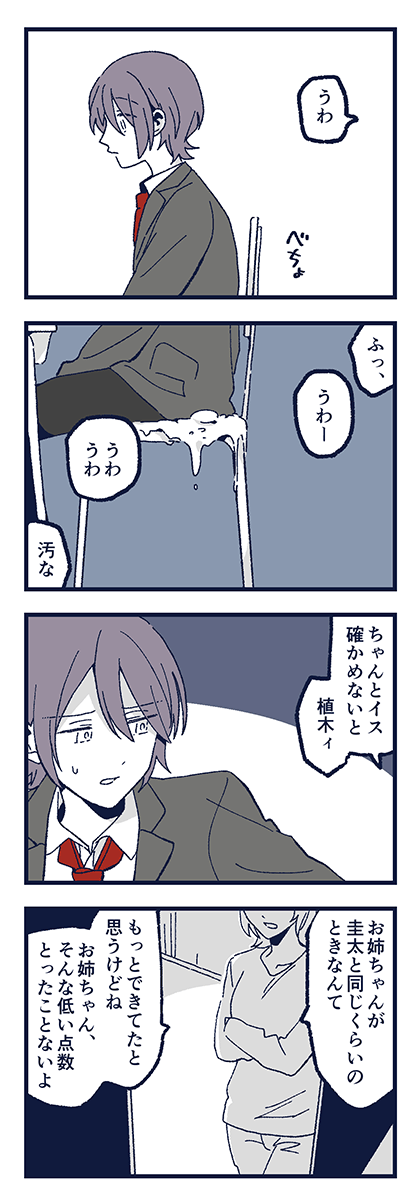 うわ
べちょ
ふっ、
うわー
うわ
うわ
汚な
ちゃんとイス
確かめないと
植木ィ
お姉ちゃんが
圭太と同じくらいの
ときなんて
もっとできてたと
思うけどね
お姉ちゃん、
そんな低い点数
とったことないよ